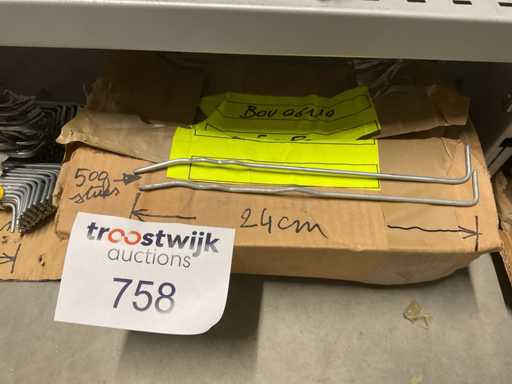 BOU 06110
500
stuks
24cm
troostwijk
auctions
758